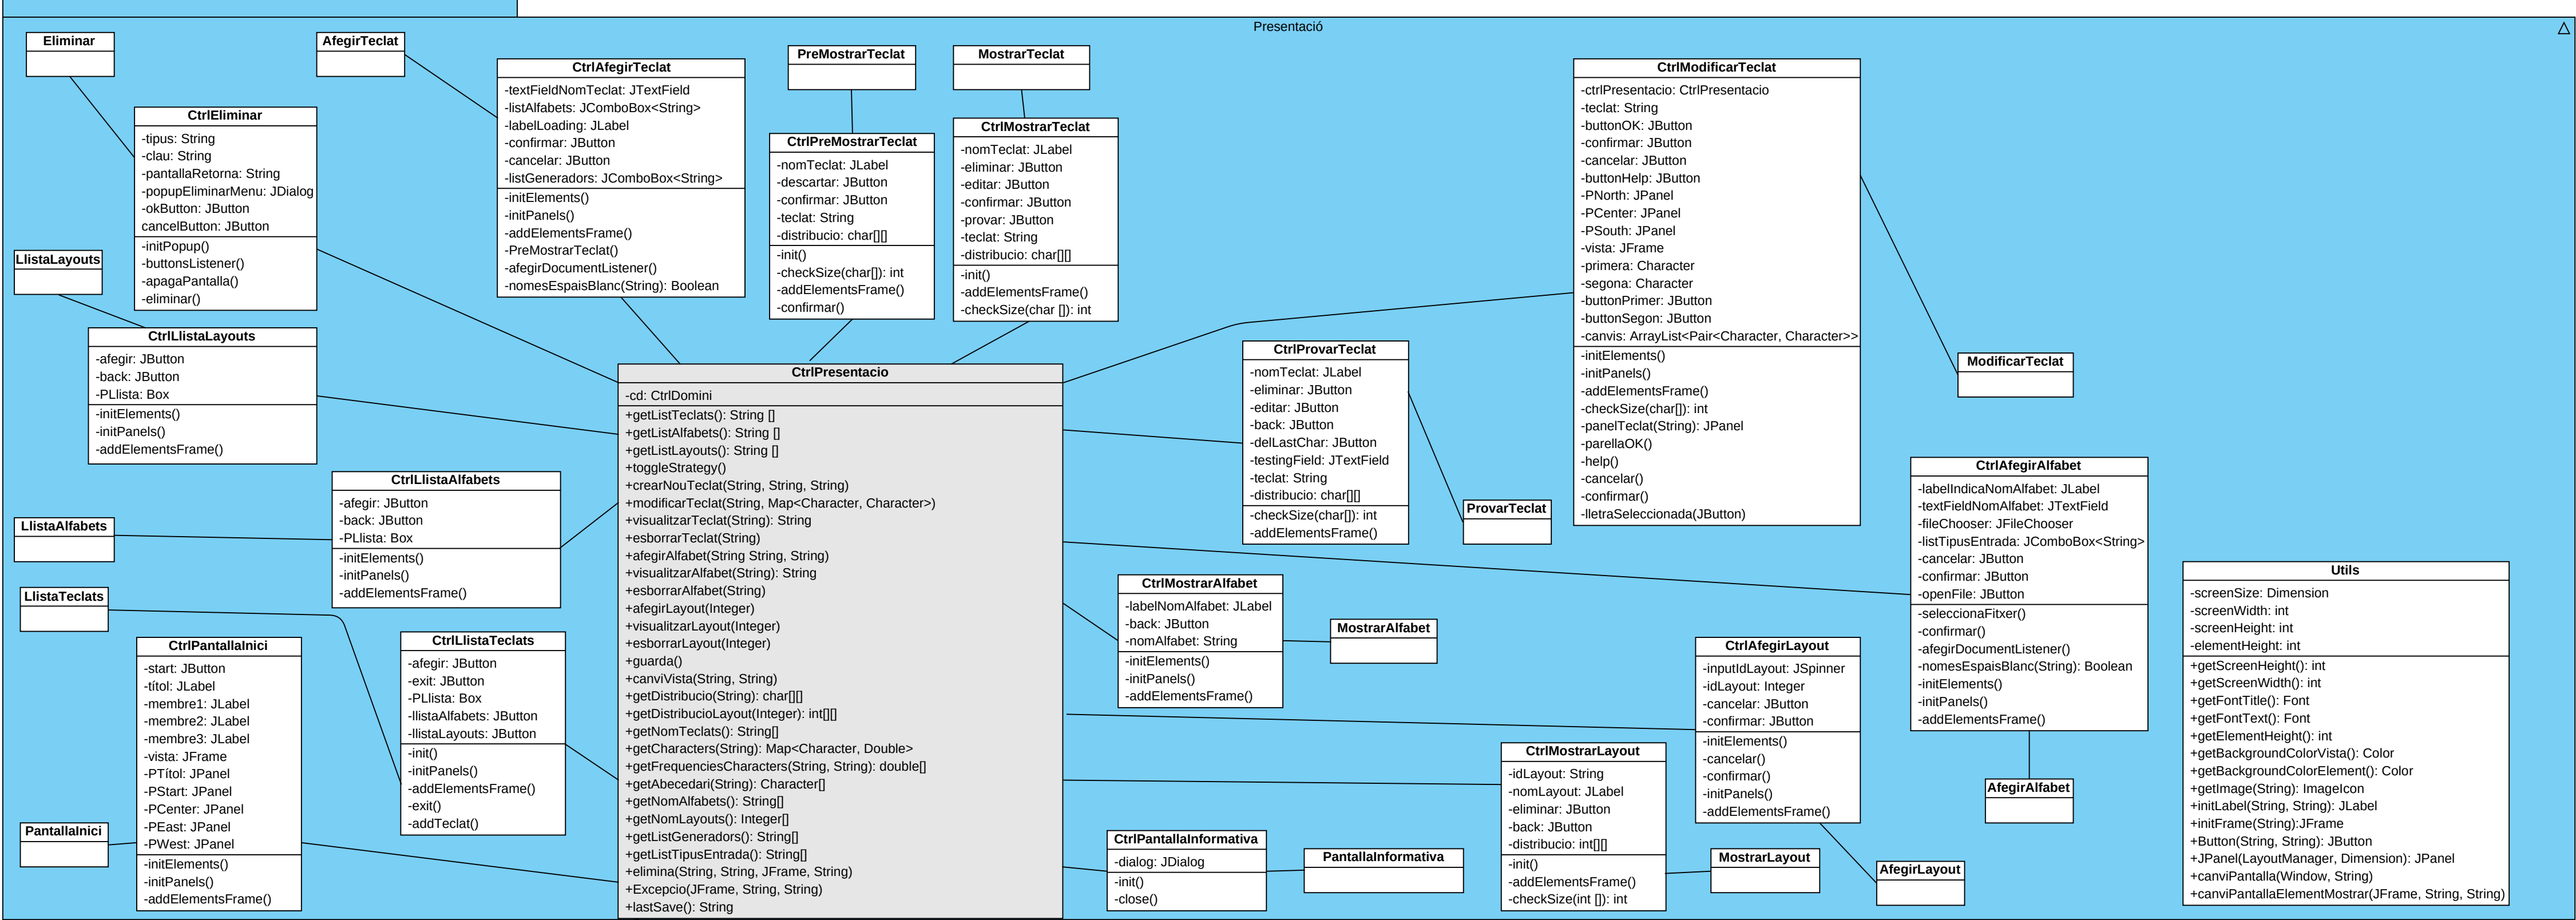 Presentació
Eliminar
AfegirTeclat
CtrlAfegirTeclat
-textFieldNomTeclat: JTextField
-listAlfabets: JComboBox<String>
-labelLoading: JLabel
-confirmar: JButton
-cancelar: JButton
-listGeneradors: JComboBox<String>
-initElements()
-initPanels()
-addElementsFrame()
-PreMostrarTeclat()
-afegirDocumentListener()
-nomesEspaisBlanc(String): Boolean
PreMostrarTeclat
MostrarTeclat
CtrlEliminar
-tipus: String
-clau: String
-pantallaRetorna: String
-popupEliminarMenu: JDialog
-okButton: JButton
cancelButton: JButton
-initPopup()
-buttonsListener()
-apagaPantalla()
-eliminar()
CtrlPreMostrarTeclat
-nomTeclat: JLabel
-descartar: JButton
-confirmar: JButton
-teclat: String
-distribucio: char[][]
-init()
-checkSize(char[]): int
-addElementsFrame()
-confirmar()
CtrlMostrarTeclat
-nomTeclat: JLabel
-eliminar: JButton
-editar: JButton
-confirmar: JButton
-provar: JButton
-teclat: String
-distribucio: char[][]
-init()
-addElementsFrame()
-checkSize(char []): int
CtrlModificarTeclat
-ctrlPresentacio: CtrlPresentacio
-teclat: String
-buttonOK: JButton
-confirmar: JButton
-cancelar: JButton
-buttonHelp: JButton
-PNorth: JPanel
-PCenter: JPanel
-PSouth: JPanel
-vista: JFrame
-primera: Character
-segona: Character
-buttonPrimer: JButton
-buttonSegon: JButton
-canvis: ArrayList<Pair<Character, Character>>
-initElements()
-initPanels()
-addElementsFrame()
-checkSize(char[]): int
-panelTeclat(String): JPanel
-parellaOK()
-help()
-cancelar()
-confirmar()
-lletraSeleccionada(JButton)
ModificarTeclat
LlistaLayouts
CtrlLlistaLayouts
-afegir: JButton
-back: JButton
-PLlista: Box
-initElements()
-initPanels()
-addElementsFrame()
CtrlPresentacio
-cd: CtrlDomini
+getListTeclats(): String []
+getListAlfabets(): String []
+getListLayouts(): String []
+toggleStrategy()
+crearNouTeclat(String, String, String)
+modificarTeclat(String, Map<Character, Character>)
+visualitzarTeclat(String): String
+esborrarTeclat(String)
+afegirAlfabet(String String, String)
+visualitzarAlfabet(String): String
+esborrarAlfabet(String)
+afegirLayout(Integer)
+visualitzarLayout(Integer)
+esborrarLayout(Integer)
+guarda()
+canviVista(String, String)
+getDistribucio(String): char[][]
+getDistribucioLayout(Integer): int[][]
+getNomTeclats(): String[]
+getCharacters(String): Map<Character, Double>
+getFrequenciesCharacters(String, String): double[]
+getAbecedari(String): Character[]
+getNomAlfabets(): String[]
+getNomLayouts(): Integer[]
+getListGeneradors(): String[]
+getListTipusEntrada(): String[]
+elimina(String, String, JFrame, String)
+Excepcio(JFrame, String, String)
+lastSave(): String
CtrlProvarTeclat
-nomTeclat: JLabel
-eliminar: JButton
-editar: JButton
-back: JButton
-delLastChar: JButton
-testingField: JTextField
-teclat: String
-distribucio: char[][]
-checkSize(char[]): int
-addElementsFrame()
ProvarTeclat
CtrlLlistaAlfabets
-afegir: JButton
-back: JButton
-PLlista: Box
-initElements()
-initPanels()
-addElementsFrame()
LlistaAlfabets
LlistaTeclats
CtrlAfegirAlfabet
-labelIndicaNomAlfabet: JLabel
-textFieldNomAlfabet: JTextField
-fileChooser: JFileChooser
-listTipusEntrada: JComboBox<String>
-cancelar: JButton
-confirmar: JButton
-openFile: JButton
-seleccionaFitxer()
-confirmar()
-afegirDocumentListener()
-nomesEspaisBlanc(String): Boolean
-initElements()
-initPanels()
-addElementsFrame()
AfegirAlfabet
Utils
-screenSize: Dimension
-screenWidth: int
-screenHeight: int
-elementHeight: int
+getScreenHeight(): int
+getScreenWidth(): int
+getFontTitle(): Font
+getFontText(): Font
+getElementHeight(): int
+getBackgroundColorVista(): Color
+getBackgroundColorElement(): Color
+getImage(String): ImageIcon
+initLabel(String, String): JLabel
+initFrame(String):JFrame
+Button(String, String): JButton
+JPanel(LayoutManager, Dimension): JPanel
+canviPantalla(Window, String)
+canviPantallaElementMostrar(JFrame, String, String)
CtrlMostrarAlfabet
-labelNomAlfabet: JLabel
-back: JButton
-nomAlfabet: String
-initElements()
-initPanels()
-addElementsFrame()
MostrarAlfabet
CtrlPantallaInici
-start: JButton
-títol: JLabel
-membre1: JLabel
-membre2: JLabel
-membre3: JLabel
-vista: JFrame
-PTítol: JPanel
-PStart: JPanel
-PCenter: JPanel
-PEast: JPanel
-PWest: JPanel
-initElements()
-initPanels()
-addElementsFrame()
PantallaInici
CtrlLlistaTeclats
-afegir: JButton
-exit: JButton
-PLlista: Box
-llistaAlfabets: JButton
-llistaLayouts: JButton
-init()
-initPanels()
-addElementsFrame()
-exit()
-addTeclat()
CtrlAfegirLayout
-inputIdLayout: JSpinner
-idLayout: Integer
-cancelar: JButton
-confirmar: JButton
-initElements()
-cancelar()
-confirmar()
-initPanels()
-addElementsFrame()
AfegirLayout
CtrlMostrarLayout
-idLayout: String
-nomLayout: JLabel
-eliminar: JButton
-back: JButton
-distribucio: int[][]
-init()
-addElementsFrame()
-checkSize(int []): int
MostrarLayout
CtrlPantallaInformativa
-dialog: JDialog
-init()
-close()
PantallaInformativa